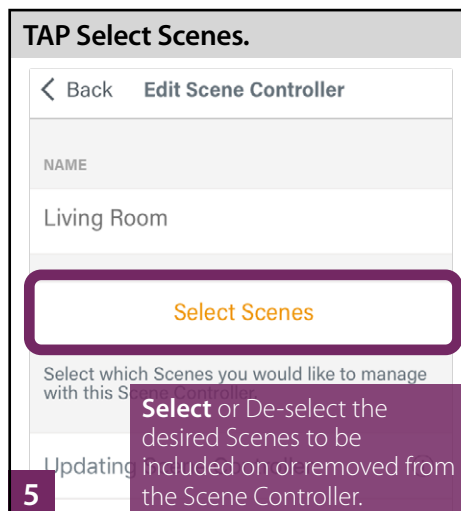 TAP Select Scenes.
Back Edit Scene Controller
NAME
Living Room
Select Scenes
Select which Scenes you would like to manage
with this Scene Controller.
Select or De-select the
desired Scenes to be
included on or removed from
the Scene Controller.
Updating
5